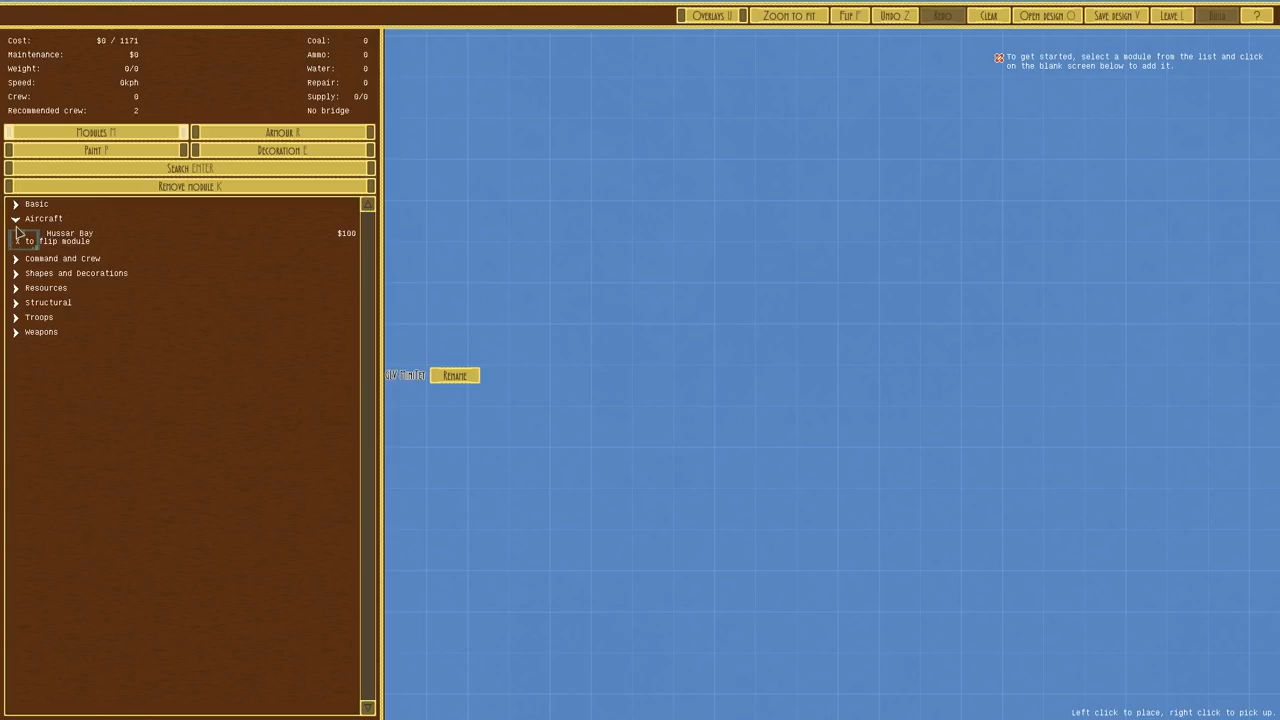 Overlays U
Zoom to fit
Flip F
Undo Z
Redo
Clear
Open design O
Save design V
Leave L
Build
?
Cost: $0 / 1171
Coal: 0
Maintenance: $0
Ammo: 0
Weight: 0/0
Water: 0
Speed: 0kph
Repair: 0
Crew: 0
Supply: 0/0
Recommended crew: 2
No bridge
To get started, select a module from the list and click
on the blank screen below to add it.
Modules M
Armour R
Paint P
Decoration E
Search ENTER
Remove module K
Basic
Aircraft
Hussar Bay $100
X to flip module
Command and Crew
Shapes and Decorations
Resources
Structural
Troops
Weapons
Rename
Left click to place, right click to pick up.